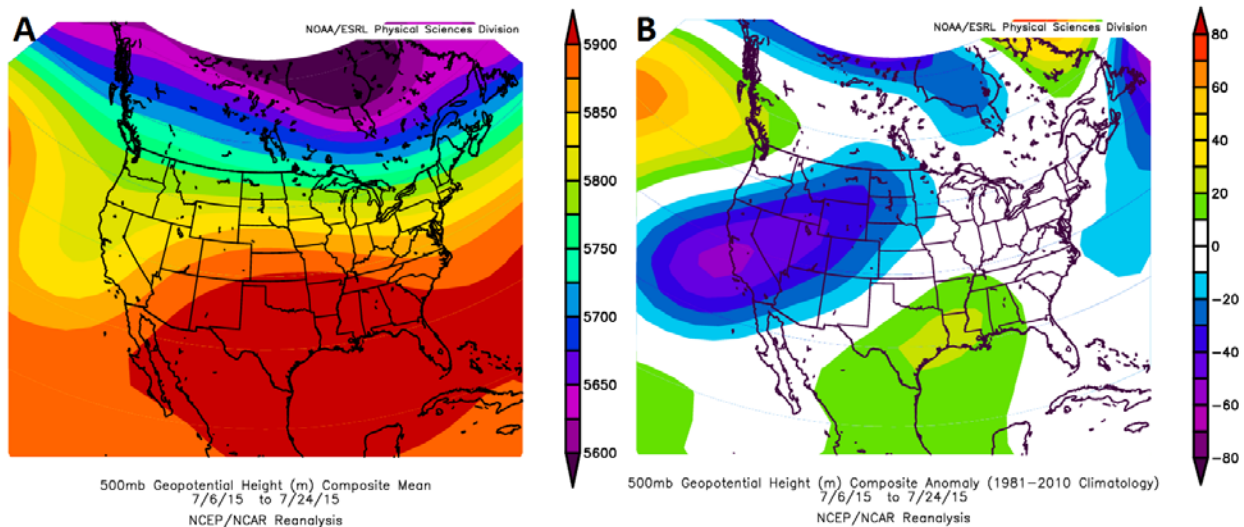 A
NOAA/ESRL Physical Sciences Division
5900
5850
5800
5750
5700
5650
5600
500mb Geopotential Height (m) Composite Mean
7/6/15 to 7/24/15
NCEP/NCAR Reanalysis
B
NOAA/ESRL Physical Sciences Division
80
60
40
20
0
-20
-40
-60
-80
500mb Geopotential Height (m) Composite Anomaly (1981-2010 Climatology)
7/6/15 to 7/24/15
NCEP/NCAR Reanalysis